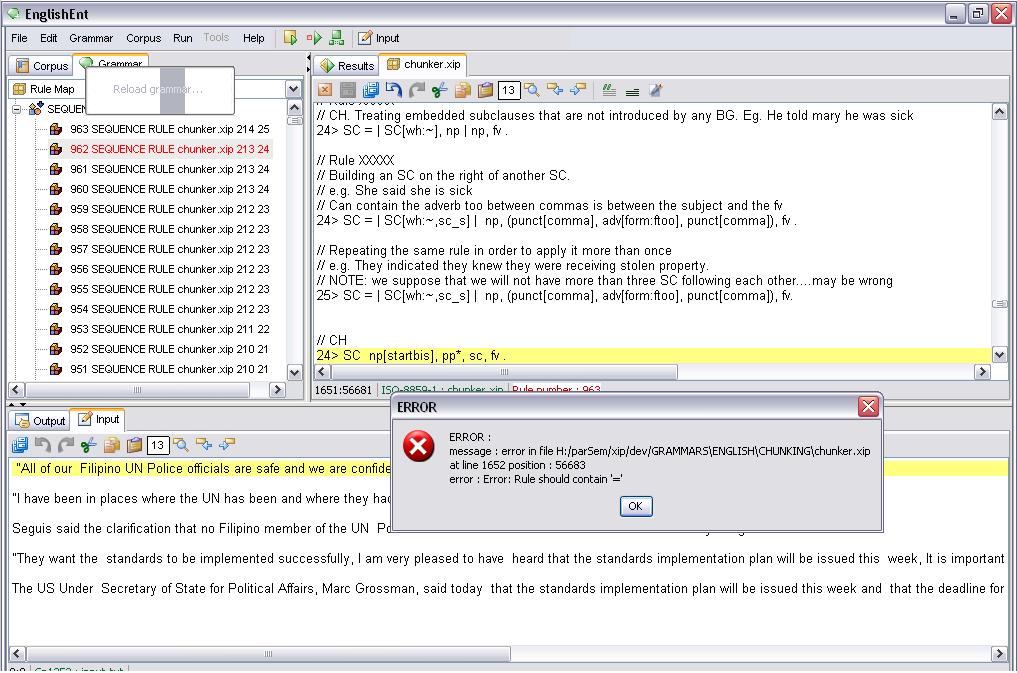 EnglishEnt
File Edit Grammar Corpus Run Tools Help Input
Corpus Grammar
Reload grammar...
Rule Map
963 SEQUENCE RULE chunker.xip 214 25
962 SEQUENCE RULE chunker.xip 213 24
961 SEQUENCE RULE chunker.xip 213 24
960 SEQUENCE RULE chunker.xip 213 24
959 SEQUENCE RULE chunker.xip 212 23
958 SEQUENCE RULE chunker.xip 212 23
957 SEQUENCE RULE chunker.xip 212 23
956 SEQUENCE RULE chunker.xip 212 23
955 SEQUENCE RULE chunker.xip 212 23
954 SEQUENCE RULE chunker.xip 212 23
953 SEQUENCE RULE chunker.xip 211 22
952 SEQUENCE RULE chunker.xip 210 21
951 SEQUENCE RULE chunker.xip 210 21
Results chunker.xip
13
// Rule XXXXX
// CH. Treating embedded subclauses that are not introduced by any BG. Eg. He told mary he was sick
24> SC = | SC[wh:~], np | np, fv .
// Rule XXXXX
// Building an SC on the right of another SC.
// e.g. She said she is sick
// Can contain the adverb too between commas is between the subject and the fv
24> SC = | SC[wh:~,sc_s] | np, (punct[comma], adv[form:ftoo], punct[comma]), fv .
// Repeating the same rule in order to apply it more than once
// e.g. They indicated they knew they were receiving stolen property.
// NOTE: we suppose that we will not have more than three SC following each other....may be wrong
25> SC = | SC[wh:~,sc_s] | np, (punct[comma], adv[form:ftoo], punct[comma]), fv.
// CH
24> SC  np[startbis], pp*, sc, fv .
1651:56681 ISO-8859-1 : chunker.xip Rule number : 963
ERROR
ERROR :
message : error in file H:/parSem/xip/dev/GRAMMARS\ENGLISH\CHUNKING\chunker.xip
at line 1652 position : 56683
error : Error: Rule should contain '='
OK
Output Input
13
"All of our Filipino UN Police officials are safe and we are
"I have been in places where the UN has been and where they
Seguis said the clarification that no Filipino member of the UN
"They want the standards to be implemented successfully, I am very pleased to have heard that the standards implementation plan will be issued this week, It is important
The US Under Secretary of State for Political Affairs, Marc Grossman, said today that the standards implementation plan will be issued this week and that the deadline for